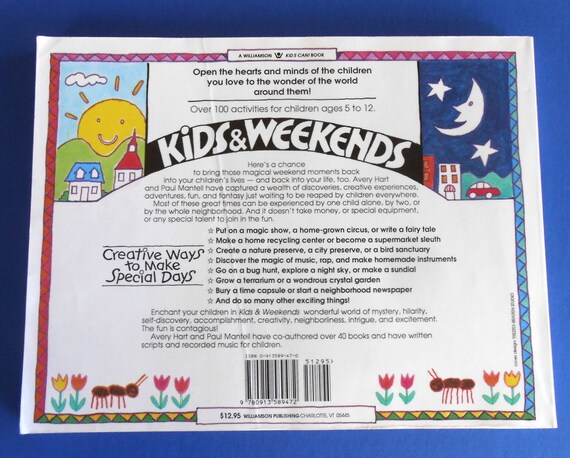 A WILLIAMSON KIDS CAN! BOOK
Open the hearts and minds of the children
you love to the wonder of the world
around them!
Over 100 activities for children ages 5 to 12.
KiDS & WEEKENDS
Here's a chance
to bring those magical weekend moments back
into your children's lives — and back into your life, too. Avery Hart
and Paul Mantell have captured a wealth of discoveries, creative experiences,
adventures, fun, and fantasy just waiting to be reaped by children everywhere.
Most of these great times can be experienced by one child alone, by two, or
by the whole neighborhood. And it doesn't take money, or special equipment,
or any special talent to join in the fun.
Creative Ways
to Make
Special Days
☆ Put on a magic show, a home-grown circus, or write a fairy tale
☆ Make a home recycling center or become a supermarket sleuth
☆ Create a nature preserve, a city preserve, or a bird sanctuary
☆ Discover the magic of music, rap, and make homemade instruments
☆ Go on a bug hunt, explore a night sky, or make a sundial
☆ Grow a terrarium or a wondrous crystal garden
☆ Bury a time capsule or start a neighborhood newspaper
☆ And do so many other exciting things!
Enchant your children in Kids & Weekends wonderful world of mystery, hilarity,
self-discovery, accomplishment, creativity, neighborliness, intrigue, and excitement.
The fun is contagious!
Avery Hart and Paul Mantell have co-authored over 40 books and have written
scripts and recorded music for children.
ISBN 0-913589-47-0
51295>
9 780913 589472
$12.95 WILLIAMSON PUBLISHING CHARLOTTE, VT 05445
cover design: